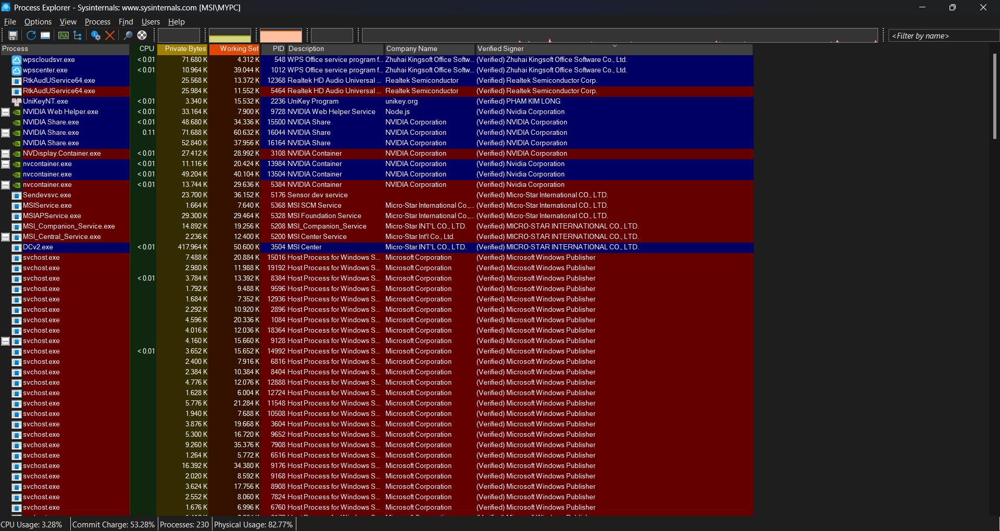 Process Explorer - Sysinternals: www.sysinternals.com [MSI\MYPC]
File Options View Process Find Users Help
<Filter by name>
Process CPU Private Bytes Working Set PID Description Company Name Verified Signer
wpscloudsvr.exe < 0.01 71.680 K 4.312 K 548 WPS Office service program f... Zhuhai Kingsoft Office Softw... (Verified) Zhuhai Kingsoft Office Software Co., Ltd.
wpscenter.exe < 0.01 10.964 K 39.044 K 1012 WPS Office service program f... Zhuhai Kingsoft Office Softw... (Verified) Zhuhai Kingsoft Office Software Co., Ltd.
RtkAudUService64.exe 25.568 K 13.372 K 12368 Realtek HD Audio Universal ... Realtek Semiconductor (Verified) Realtek Semiconductor Corp.
RtkAudUService64.exe 25.984 K 11.552 K 5464 Realtek HD Audio Universal ... Realtek Semiconductor (Verified) Realtek Semiconductor Corp.
UniKeyNT.exe < 0.01 3.340 K 15.532 K 2236 UniKey Program unikey.org (Verified) PHAM KIM LONG
NVIDIA Web Helper.exe < 0.01 33.164 K 7.900 K 9728 NVIDIA Web Helper Service Node.js (Verified) Nvidia Corporation
NVIDIA Share.exe < 0.01 48.680 K 34.336 K 15500 NVIDIA Share NVIDIA Corporation (Verified) NVIDIA Corporation
NVIDIA Share.exe 0.11 71.688 K 60.632 K 16044 NVIDIA Share NVIDIA Corporation (Verified) NVIDIA Corporation
NVIDIA Share.exe 52.840 K 37.956 K 16164 NVIDIA Share NVIDIA Corporation (Verified) NVIDIA Corporation
NVDisplay.Container.exe < 0.01 27.412 K 28.992 K 3108 NVIDIA Container NVIDIA Corporation (Verified) NVIDIA Corporation
nvcontainer.exe < 0.01 11.116 K 20.424 K 13984 NVIDIA Container NVIDIA Corporation (Verified) Nvidia Corporation
nvcontainer.exe < 0.01 49.204 K 40.104 K 13504 NVIDIA Container NVIDIA Corporation (Verified) Nvidia Corporation
nvcontainer.exe < 0.01 13.744 K 29.636 K 5384 NVIDIA Container NVIDIA Corporation (Verified) Nvidia Corporation
Sendevsvc.exe 23.700 K 36.152 K 5176 Sensor dev service (Verified) Micro-Star International CO., LTD.
MSIService.exe 1.664 K 7.640 K 5368 MSI SCM Service Micro-Star International Co.,... (Verified) Micro-Star International CO., LTD.
MSIAPService.exe 29.300 K 29.464 K 5328 MSI Foundation Service Micro-Star International Co.,... (Verified) Micro-Star International CO., LTD.
MSI_Companion_Service.exe 14.892 K 19.256 K 5208 MSI_Companion_Service Micro-Star INT'L CO., LTD. (Verified) MICRO-STAR INTERNATIONAL CO., LTD.
MSI_Central_Service.exe 2.236 K 12.400 K 5200 MSI Center Service Micro-Star Int'l Co., Ltd. (Verified) MICRO-STAR INTERNATIONAL CO., LTD.
DCv2.exe < 0.01 417.964 K 50.600 K 3504 MSI Center Micro-Star INT'L CO., LTD. (Verified) MICRO-STAR INTERNATIONAL CO., LTD.
svchost.exe 7.488 K 20.884 K 15016 Host Process for Windows S... Microsoft Corporation (Verified) Microsoft Windows Publisher
svchost.exe 2.980 K 11.988 K 19192 Host Process for Windows S... Microsoft Corporation (Verified) Microsoft Windows Publisher
svchost.exe < 0.01 3.784 K 13.392 K 8384 Host Process for Windows S... Microsoft Corporation (Verified) Microsoft Windows Publisher
svchost.exe 1.792 K 9.488 K 9596 Host Process for Windows S... Microsoft Corporation (Verified) Microsoft Windows Publisher
svchost.exe 1.684 K 7.352 K 12936 Host Process for Windows S... Microsoft Corporation (Verified) Microsoft Windows Publisher
svchost.exe 2.292 K 10.920 K 2896 Host Process for Windows S... Microsoft Corporation (Verified) Microsoft Windows Publisher
svchost.exe 4.596 K 20.336 K 1084 Host Process for Windows S... Microsoft Corporation (Verified) Microsoft Windows Publisher
svchost.exe 4.016 K 12.036 K 18364 Host Process for Windows S... Microsoft Corporation (Verified) Microsoft Windows Publisher
svchost.exe 4.160 K 15.660 K 9128 Host Process for Windows S... Microsoft Corporation (Verified) Microsoft Windows Publisher
svchost.exe < 0.01 3.652 K 15.652 K 14992 Host Process for Windows S... Microsoft Corporation (Verified) Microsoft Windows Publisher
svchost.exe 2.400 K 7.916 K 6816 Host Process for Windows S... Microsoft Corporation (Verified) Microsoft Windows Publisher
svchost.exe 2.384 K 10.384 K 8404 Host Process for Windows S... Microsoft Corporation (Verified) Microsoft Windows Publisher
svchost.exe 4.776 K 12.076 K 12888 Host Process for Windows S... Microsoft Corporation (Verified) Microsoft Windows Publisher
svchost.exe 1.628 K 6.004 K 12724 Host Process for Windows S... Microsoft Corporation (Verified) Microsoft Windows Publisher
svchost.exe 5.776 K 21.284 K 11548 Host Process for Windows S... Microsoft Corporation (Verified) Microsoft Windows Publisher
svchost.exe 1.940 K 7.688 K 10508 Host Process for Windows S... Microsoft Corporation (Verified) Microsoft Windows Publisher
svchost.exe 3.876 K 19.668 K 3604 Host Process for Windows S... Microsoft Corporation (Verified) Microsoft Windows Publisher
svchost.exe 5.300 K 16.720 K 9652 Host Process for Windows S... Microsoft Corporation (Verified) Microsoft Windows Publisher
svchost.exe 9.260 K 35.376 K 7908 Host Process for Windows S... Microsoft Corporation (Verified) Microsoft Windows Publisher
svchost.exe 1.264 K 5.772 K 6516 Host Process for Windows S... Microsoft Corporation (Verified) Microsoft Windows Publisher
svchost.exe 16.392 K 34.380 K 9176 Host Process for Windows S... Microsoft Corporation (Verified) Microsoft Windows Publisher
svchost.exe 2.020 K 8.592 K 9168 Host Process for Windows S... Microsoft Corporation (Verified) Microsoft Windows Publisher
svchost.exe 3.624 K 17.756 K 8908 Host Process for Windows S... Microsoft Corporation (Verified) Microsoft Windows Publisher
svchost.exe 2.552 K 8.060 K 7824 Host Process for Windows S... Microsoft Corporation (Verified) Microsoft Windows Publisher
svchost.exe 1.676 K 6.996 K 6760 Host Process for Windows S... Microsoft Corporation (Verified) Microsoft Windows Publisher
CPU Usage: 3.28% Commit Charge: 53.28% Processes: 230 Physical Usage: 82.77%